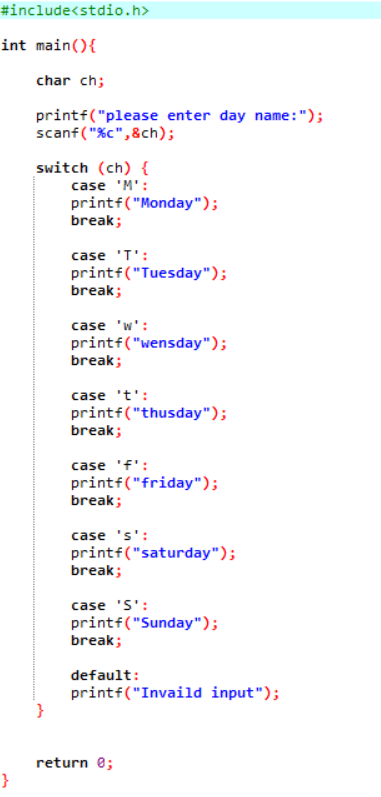 #include<stdio.h>
int main(){
char ch;
printf("please enter day name:");
scanf("%c",&ch);
switch (ch) {
case 'M':
printf("Monday");
break;
case 'T':
printf("Tuesday");
break;
case 'w':
printf("wensday");
break;
case 't':
printf("thusday");
break;
case 'f':
printf("friday");
break;
case 's':
printf("saturday");
break;
case 'S':
printf("Sunday");
break;
default:
printf("Invaild input");
}
return 0;
}